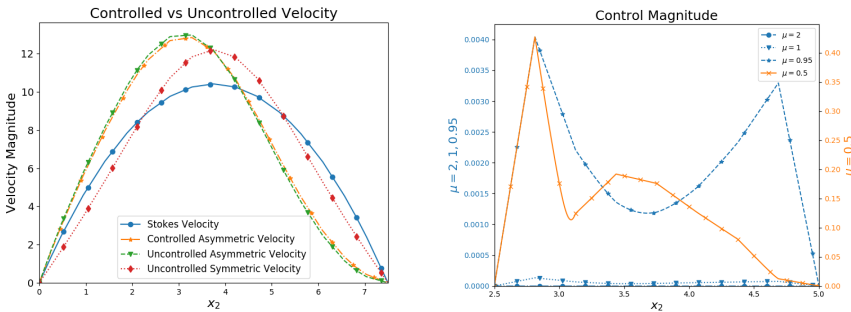 Controlled vs Uncontrolled Velocity
Velocity Magnitude
12
10
8
6
4
2
0
0 1 2 3 4 5 6 7
x₂
Stokes Velocity
Controlled Asymmetric Velocity
Uncontrolled Asymmetric Velocity
Uncontrolled Symmetric Velocity
Control Magnitude
μ = 2, 1, 0.95
0.0040
0.0035
0.0030
0.0025
0.0020
0.0015
0.0010
0.0005
0.0000
2.5 3.0 3.5 4.0 4.5 5.0
x₂
μ = 2
μ = 1
μ = 0.95
μ = 0.5
0.40
0.35
0.30
0.25
0.20
0.15
0.10
0.05
0.00
μ = 0.5